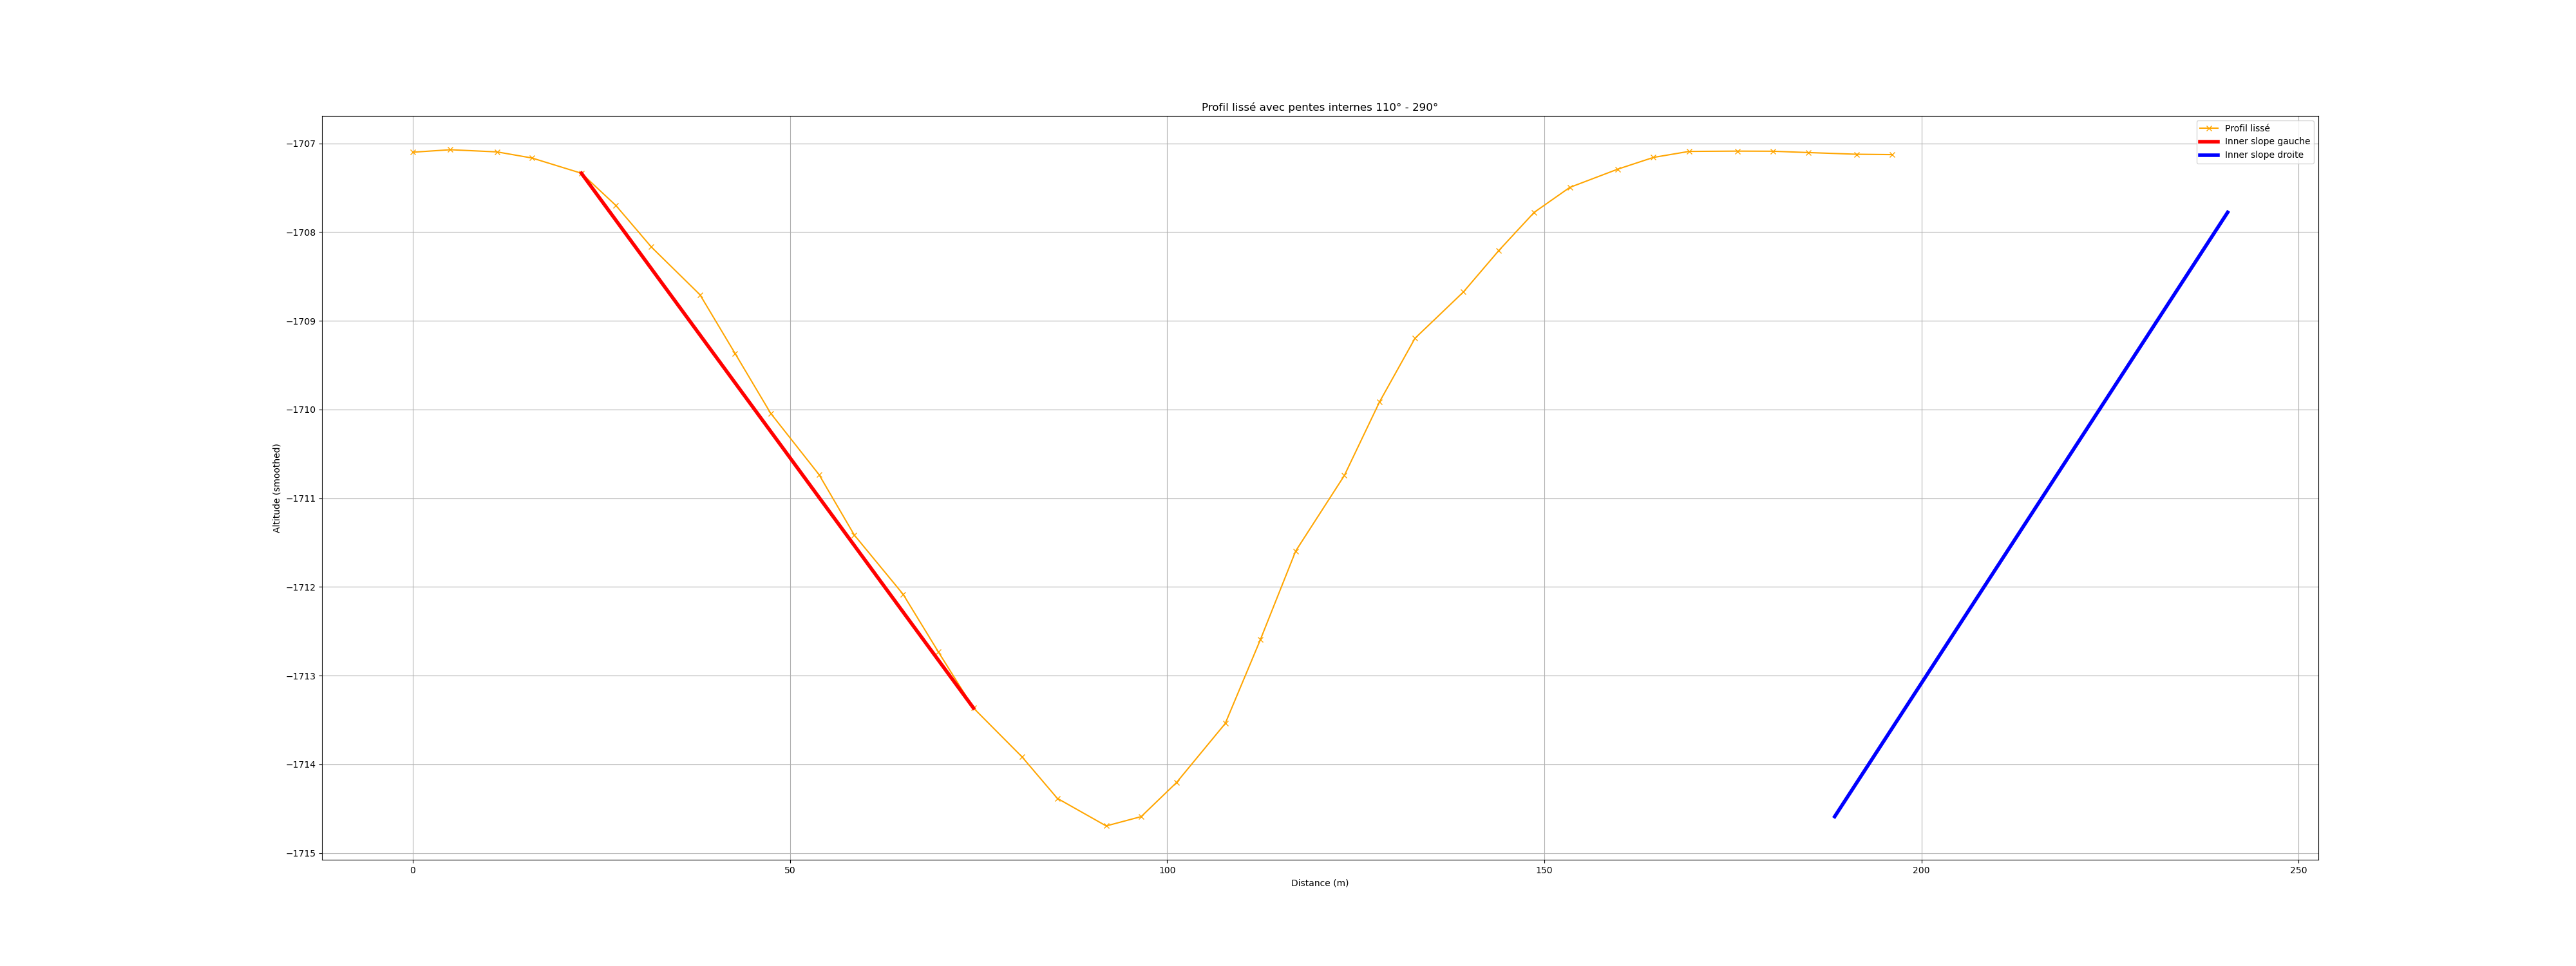 Profil lissé avec pentes internes 110° - 290°
Profil lissé
Inner slope gauche
Inner slope droite
−1707
−1708
−1709
−1710
−1711
−1712
−1713
−1714
−1715
Altitude (smoothed)
0 50 100 150 200 250
Distance (m)